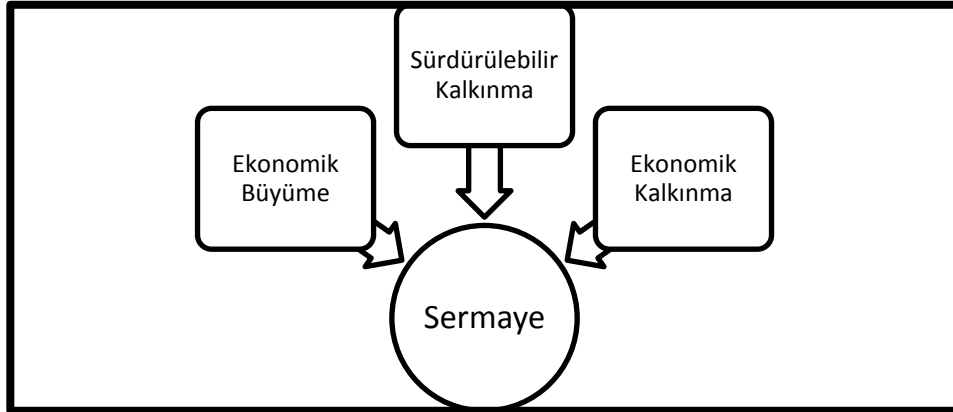 Sürdürülebilir
Kalkınma
Ekonomik
Büyüme
Ekonomik
Kalkınma
Sermaye